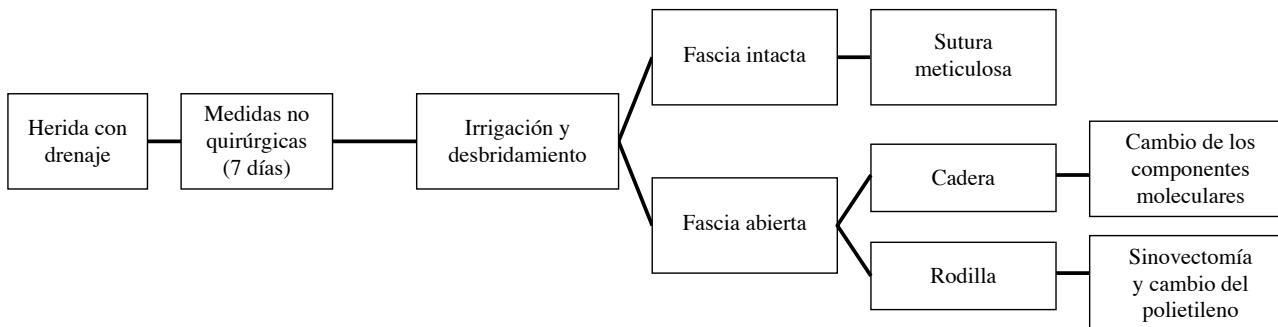 Herida con
drenaje
Medidas no
quirúrgicas
(7 días)
Irrigación y
desbridamiento
Fascia intacta
Sutura
meticulosa
Fascia abierta
Cadera
Cambio de los
componentes
moleculares
Rodilla
Sinovectomía
y cambio del
polietileno